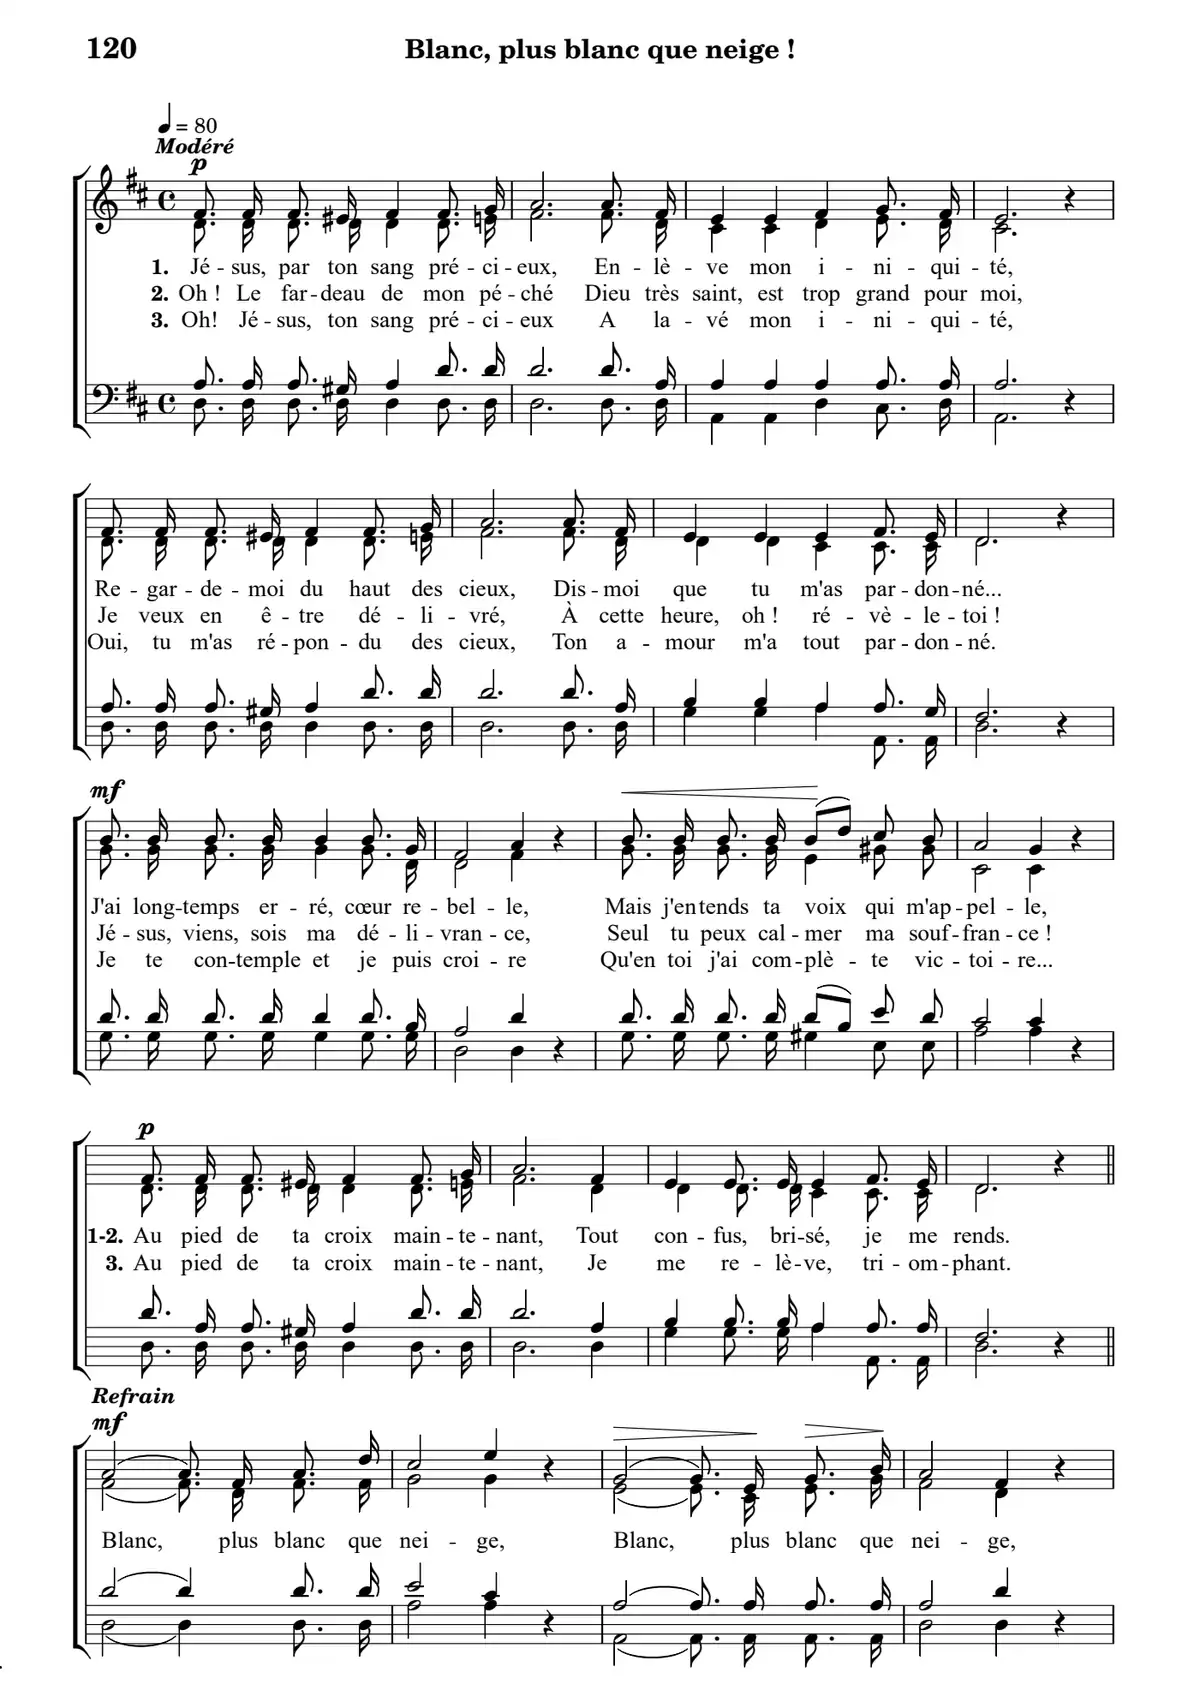 120 Blanc, plus blanc que neige !
= 80
Modéré
p
1. Jé - sus, par ton sang pré - ci - eux, En - lè - ve mon i - ni - qui - té,
2. Oh ! Le far - deau de mon pé - ché Dieu très saint, est trop grand pour moi,
3. Oh! Jé - sus, ton sang pré - ci - eux A la - vé mon i - ni - qui - té,
Re - gar - de - moi du haut des cieux, Dis - moi que tu m'as par - don - né...
Je veux en ê - tre dé - li - vré, À cette heure, oh ! ré - vè - le - toi !
Oui, tu m'as ré - pon - du des cieux, Ton a - mour m'a tout par - don - né.
mf
J'ai long - temps er - ré, cœur re - bel - le, Mais j'entends ta voix qui m'ap - pel - le,
Jé - sus, viens, sois ma dé - li - vran - ce, Seul tu peux cal - mer ma souf - fran - ce !
Je te con - temple et je puis croi - re Qu'en toi j'ai com - plè - te vic - toi - re...
p
1-2. Au pied de ta croix main - te - nant, Tout con - fus, bri - sé, je me rends.
3. Au pied de ta croix main - te - nant, Je me re - lè - ve, tri - om - phant.
Refrain
mf
Blanc, plus blanc que nei - ge, Blanc, plus blanc que nei - ge,